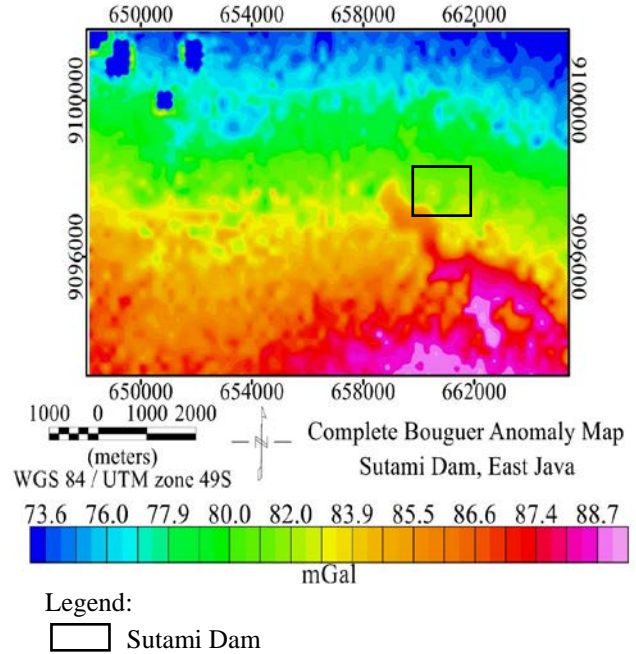 650000 654000 658000 662000
9100000 9100000
9096000 9096000
650000 654000 658000 662000
1000 0 1000 2000
(meters)
WGS 84 / UTM zone 49S
N
Complete Bouguer Anomaly Map
Sutami Dam, East Java
73.6 76.0 77.9 80.0 82.0 83.9 85.5 86.6 87.4 88.7
mGal
Legend:
Sutami Dam